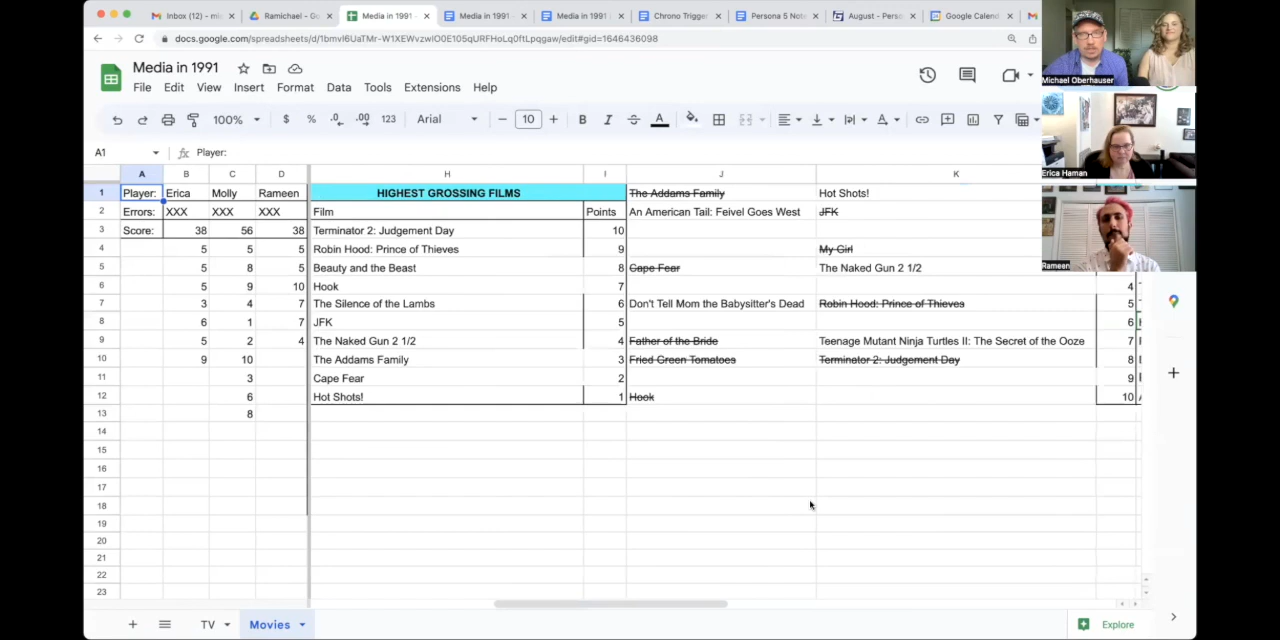 Inbox (12) - mi
Ramichael - Go
Media in 1991 -
Media in 1991 -
Media in 1991
Chrono Trigger
Persona 5 Note
August - Perso
Google Calend
docs.google.com/spreadsheets/d/1bmvl6UaTMr-W1XEWvzwIO0E105qURFHoLq0ftLpqgaw/edit#gid=1646436098
Media in 1991
File Edit View Insert Format Data Tools Extensions Help
100% $ % .0 .00 123 Arial 10 B I A
A1 Player:
A B C D H I J K
1 Player: Erica Molly Rameen HIGHEST GROSSING FILMS The Addams Family Hot Shots!
2 Errors: XXX XXX XXX Film Points An American Tail: Feivel Goes West JFK
3 Score: 38 56 38 Terminator 2: Judgement Day 10
4 5 5 5 Robin Hood: Prince of Thieves 9 My Girl
5 5 8 5 Beauty and the Beast 8 Cape Fear The Naked Gun 2 1/2
6 5 9 10 Hook 7 4
7 3 4 7 The Silence of the Lambs 6 Don't Tell Mom the Babysitter's Dead Robin Hood: Prince of Thieves 5
8 6 1 7 JFK 5 6
9 5 2 4 The Naked Gun 2 1/2 4 Father of the Bride Teenage Mutant Ninja Turtles II: The Secret of the Ooze 7
10 9 10 The Addams Family 3 Fried Green Tomatoes Terminator 2: Judgement Day 8
11 3 Cape Fear 2 9
12 6 Hot Shots! 1 Hook 10
13 8
14
15
16
17
18
19
20
21
22
23
TV Movies Explore
Michael Oberhauser
Erica Haman
Rameen